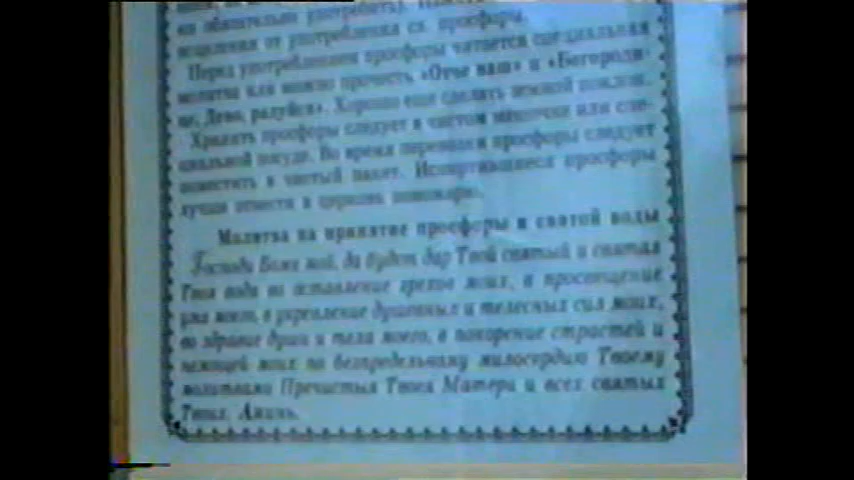 ки обязательно употребить).
исцеления от употребления св. просфоры.
Перед употреблением просфоры читается специальная
молитва или можно прочесть «Отче наш» и «Богороди-
це, Дево, радуйся». Хорошо еще сделать земной поклон.
Хранить просфоры следует в чистом мешочке или спе-
циальной посуде. Во время перевозки просфоры следует
поместить в чистый пакет. Испортившиеся просфоры
лучше отнести в церковь пономарю.
Молитва на принятие просфоры и святой воды
Господи Боже мой, да будет дар Твой святый и святая
Твоя вода во оставление грехов моих, в просвещение
ума моего, в укрепление душевных и телесных сил моих,
во здравие души и тела моего, в покорение страстей и
немощей моих по безпредельному милосердию Твоему
молитвами Пречистыя Твоея Матери и всех святых
Твоих. Аминь.